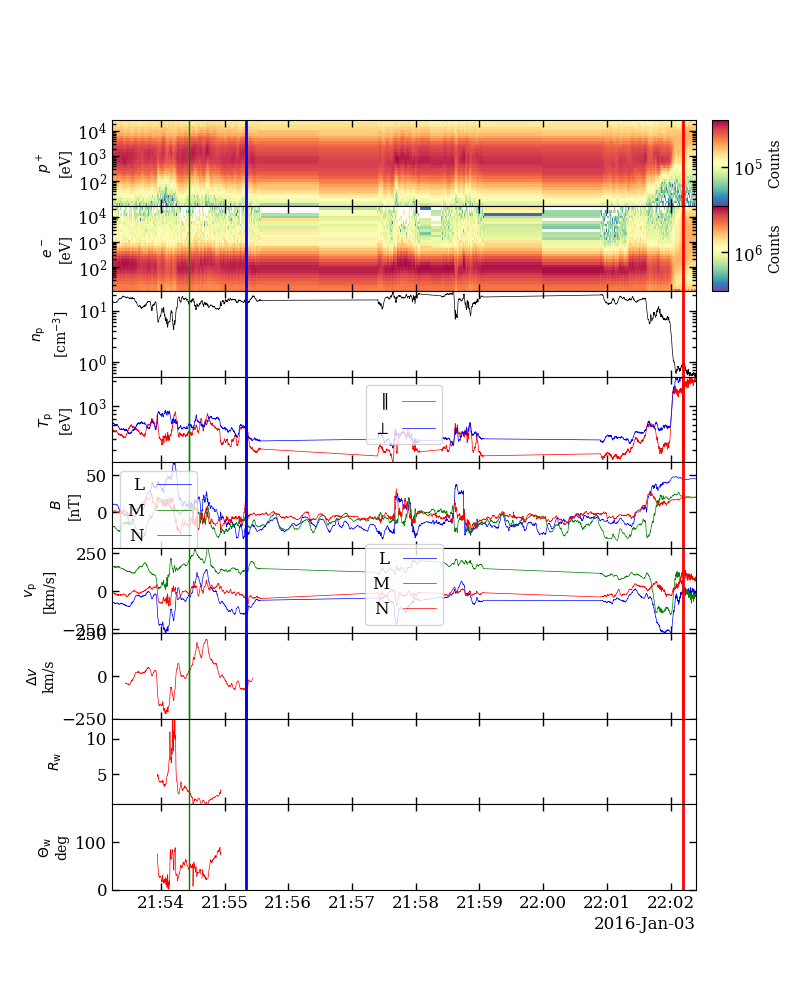 10⁴
10³
10²
p⁺
[eV]
10⁵
Counts
10⁴
10³
10²
e⁻
[eV]
10⁶
Counts
10¹
10⁰
nₚ
[cm⁻³]
10³
Tₚ
[eV]
∥
⊥
50
0
B
[nT]
L
M
N
250
0
−250
vₚ
[km/s]
L
M
N
250
0
−250
Δv
km/s
10
5
R_w
100
0
Θ_w
deg
21:54 21:55 21:56 21:57 21:58 21:59 22:00 22:01 22:02
2016-Jan-03